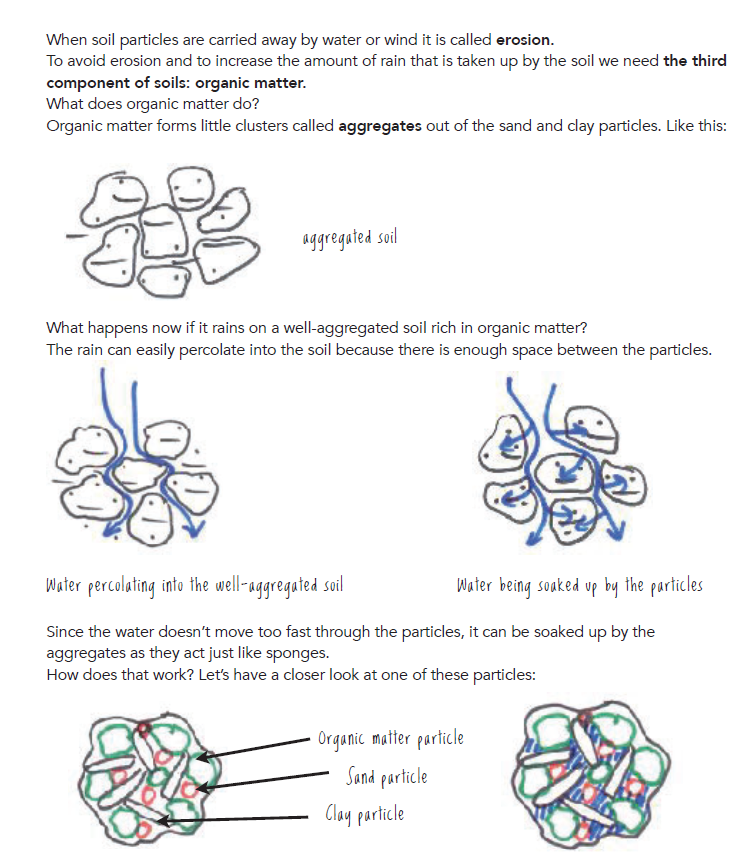 When soil particles are carried away by water or wind it is called erosion.
To avoid erosion and to increase the amount of rain that is taken up by the soil we need the third
component of soils: organic matter.
What does organic matter do?
Organic matter forms little clusters called aggregates out of the sand and clay particles. Like this:
aggregated soil
What happens now if it rains on a well-aggregated soil rich in organic matter?
The rain can easily percolate into the soil because there is enough space between the particles.
Water percolating into the well-aggregated soil
Water being soaked up by the particles
Since the water doesn't move too fast through the particles, it can be soaked up by the
aggregates as they act just like sponges.
How does that work? Let's have a closer look at one of these particles:
Organic matter particle
Sand particle
Clay particle